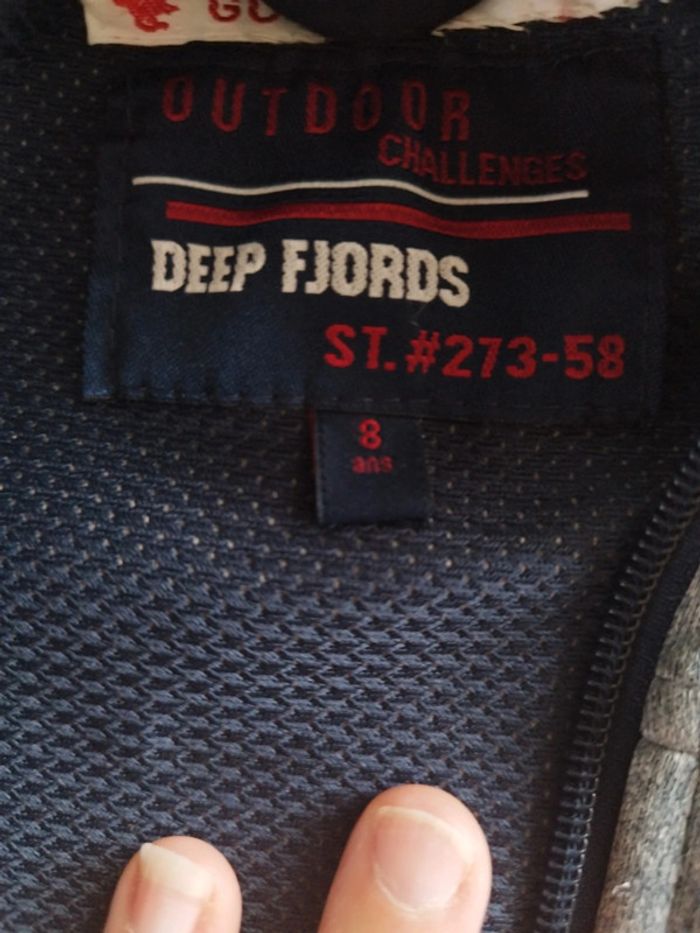 OUTDOOR
CHALLENGES
DEEP FJORDS
ST.#273-58
8
ans